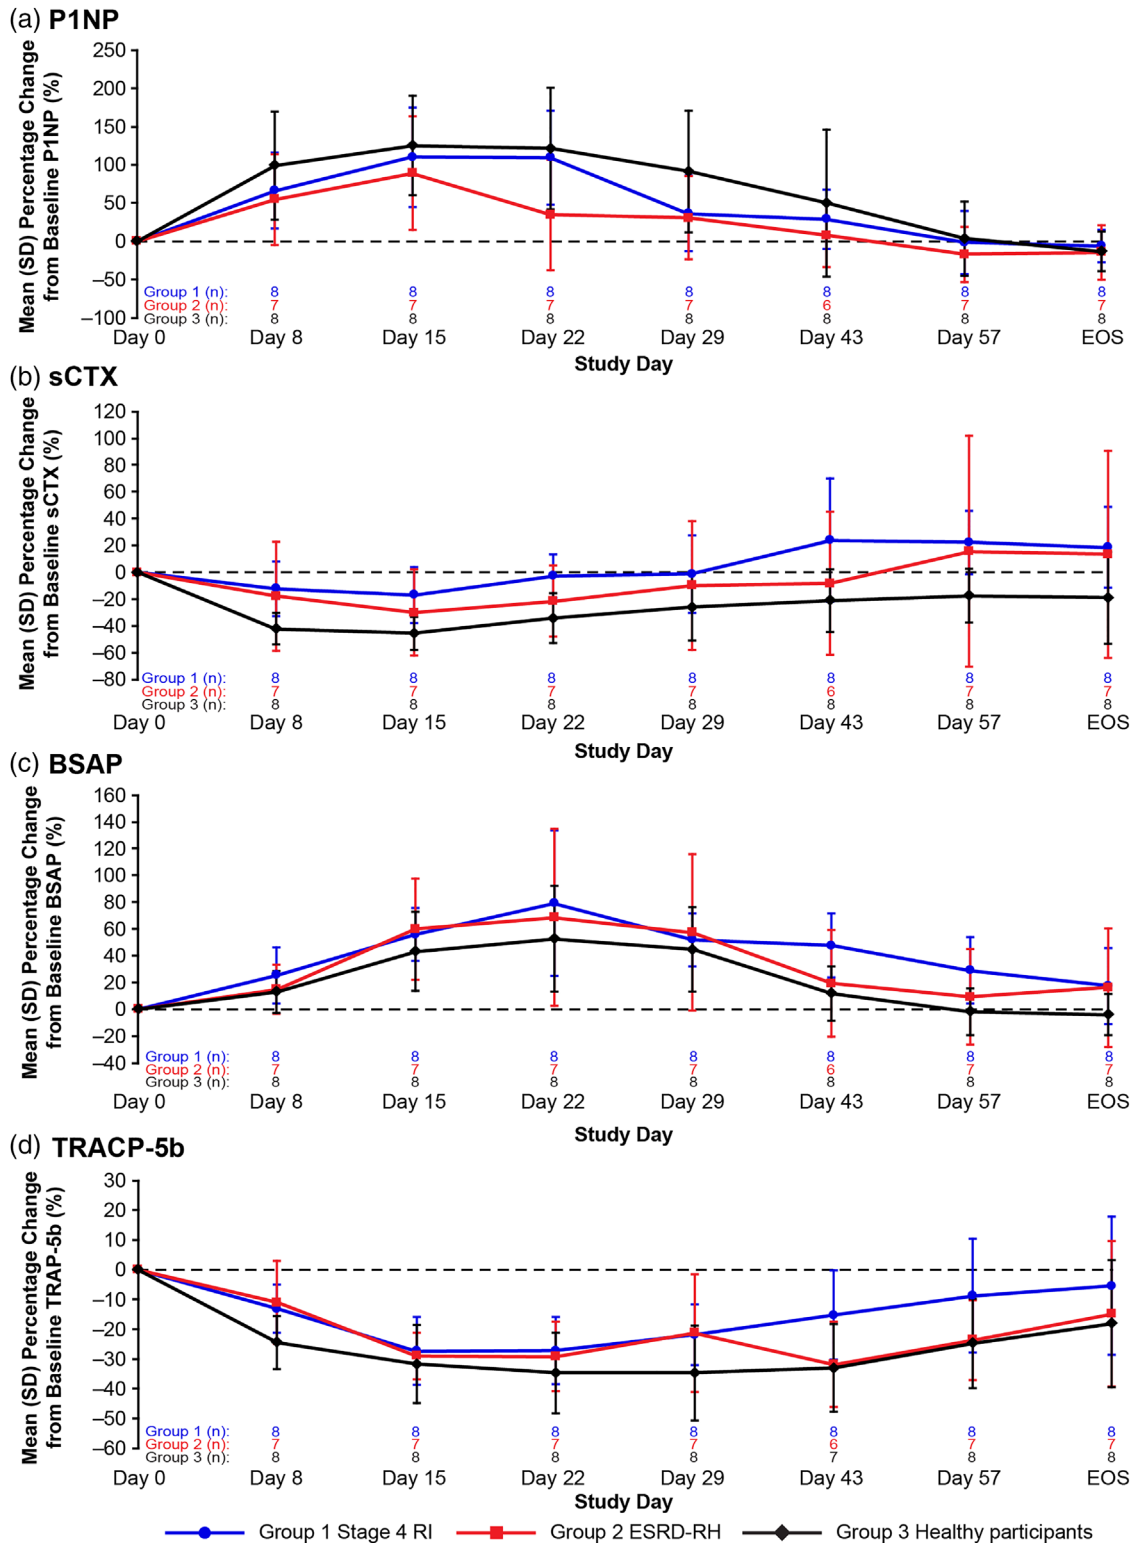 (a) P1NP
Mean (SD) Percentage Change
from Baseline P1NP (%)
250
200
150
100
50
0
–50
–100
Group 1 (n): 8 8 8 8 8 8 8
Group 2 (n): 7 7 7 7 6 7 7
Group 3 (n): 8 8 8 8 8 8 8
Day 0 Day 8 Day 15 Day 22 Day 29 Day 43 Day 57 EOS
Study Day
(b) sCTX
Mean (SD) Percentage Change
from Baseline sCTX (%)
120
100
80
60
40
20
0
–20
–40
–60
–80
Group 1 (n): 8 8 8 8 8 8 8
Group 2 (n): 7 7 7 7 6 7 7
Group 3 (n): 8 8 8 8 8 8 8
Day 0 Day 8 Day 15 Day 22 Day 29 Day 43 Day 57 EOS
Study Day
(c) BSAP
Mean (SD) Percentage Change
from Baseline BSAP (%)
160
140
120
100
80
60
40
20
0
–20
–40
Group 1 (n): 8 8 8 8 8 8 8
Group 2 (n): 7 7 7 7 6 7 7
Group 3 (n): 8 8 8 8 8 8 8
Day 0 Day 8 Day 15 Day 22 Day 29 Day 43 Day 57 EOS
Study Day
(d) TRACP-5b
Mean (SD) Percentage Change
from Baseline TRAP-5b (%)
30
20
10
0
–10
–20
–30
–40
–50
–60
Group 1 (n): 8 8 8 8 8 8 8
Group 2 (n): 7 7 7 7 6 7 7
Group 3 (n): 8 8 8 8 7 8 8
Day 0 Day 8 Day 15 Day 22 Day 29 Day 43 Day 57 EOS
Study Day
Group 1 Stage 4 RI Group 2 ESRD-RH Group 3 Healthy participants